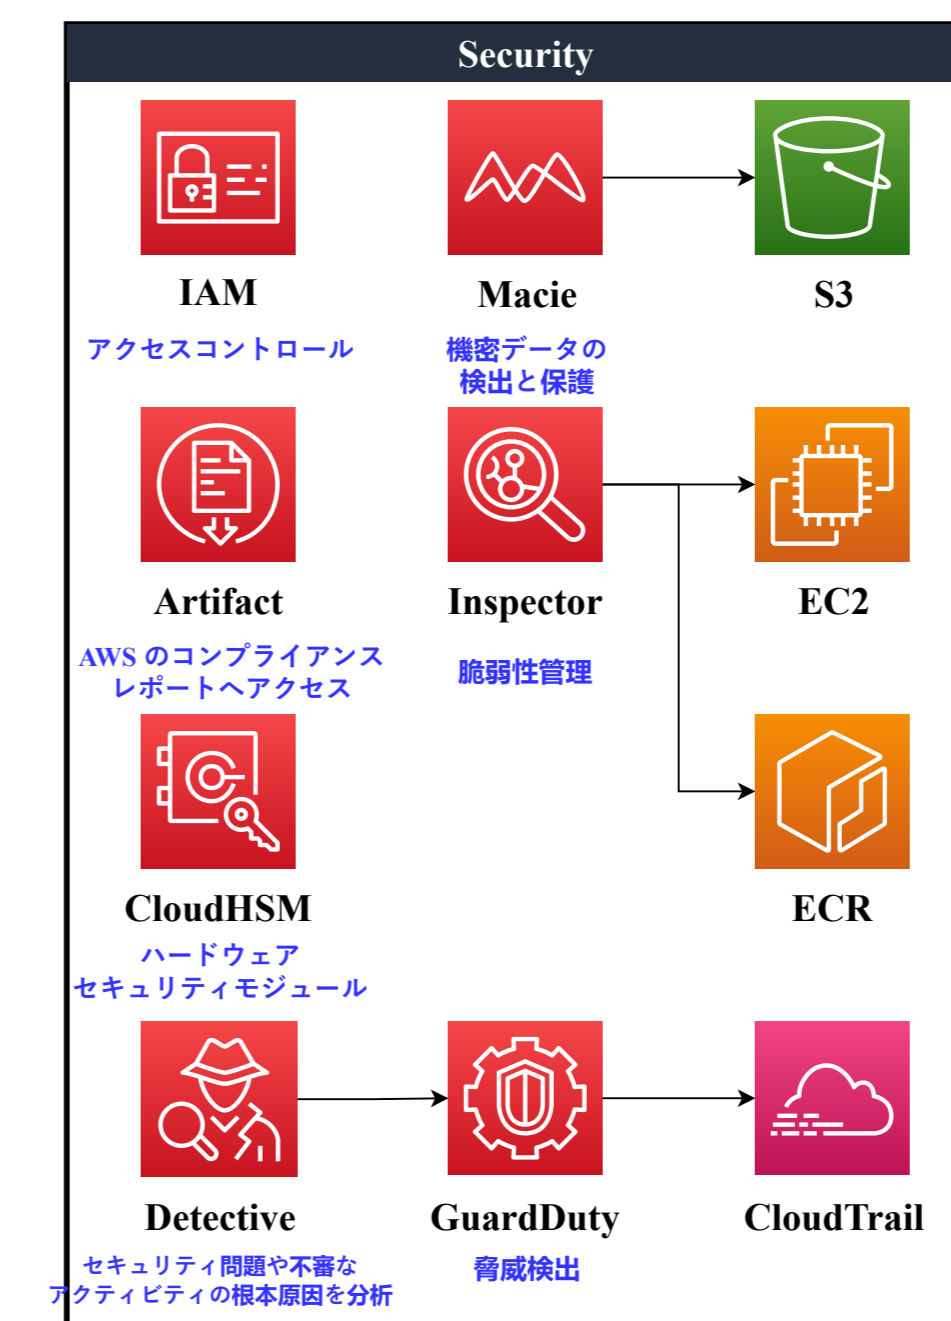 Security
IAM
Macie
S3
アクセスコントロール
機密データの
検出と保護
Artifact
Inspector
EC2
AWS のコンプライアンス
レポートへアクセス
脆弱性管理
CloudHSM
ECR
ハードウェア
セキュリティモジュール
Detective
GuardDuty
CloudTrail
セキュリティ問題や不審な
アクティビティの根本原因を分析
脅威検出